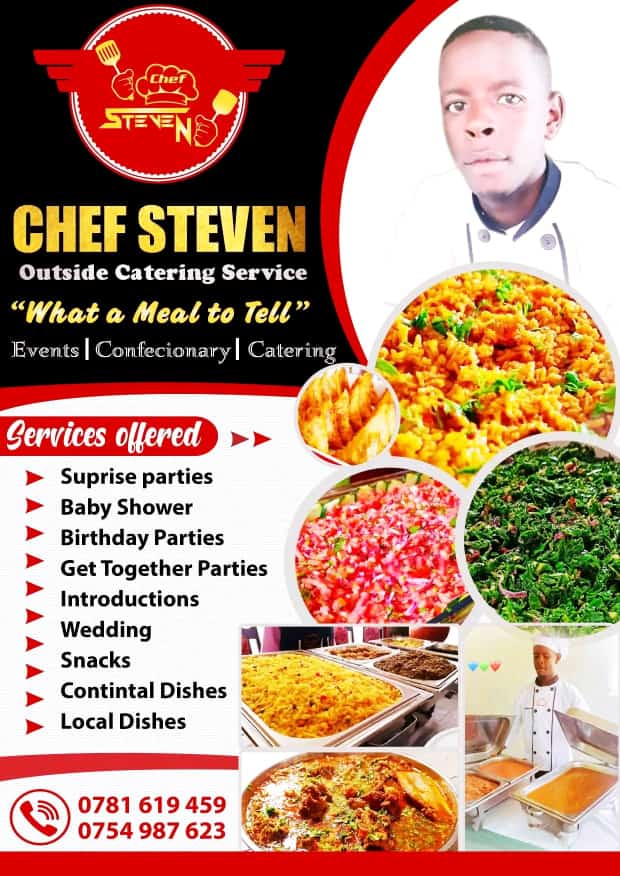 Chef
STEVEN
CHEF STEVEN
Outside Catering Service
“What a Meal to Tell”
Events | Confecionary | Catering
Services offered
Suprise parties
Baby Shower
Birthday Parties
Get Together Parties
Introductions
Wedding
Snacks
Contintal Dishes
Local Dishes
0781 619 459
0754 987 623